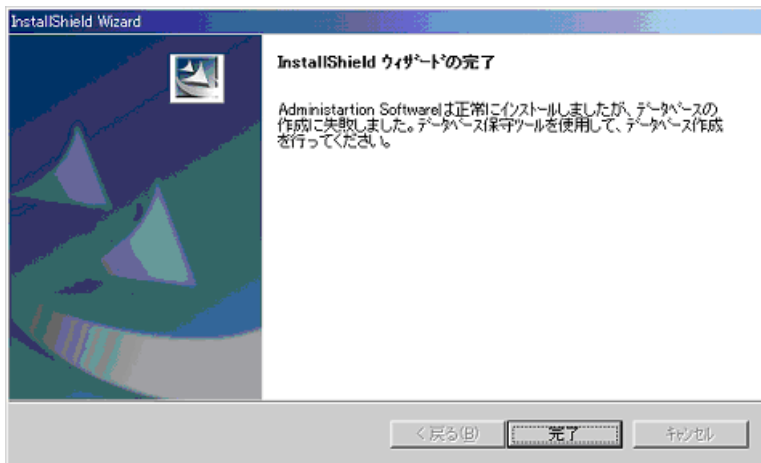 InstallShield Wizard
InstallShield ウィザードの完了
Administartion Softwareは正常にインストールしましたが、データベースの
作成に失敗しました。データベース保守ツールを使用して、データベース作成
を行ってください。
< 戻る(B)
完了
キャンセル